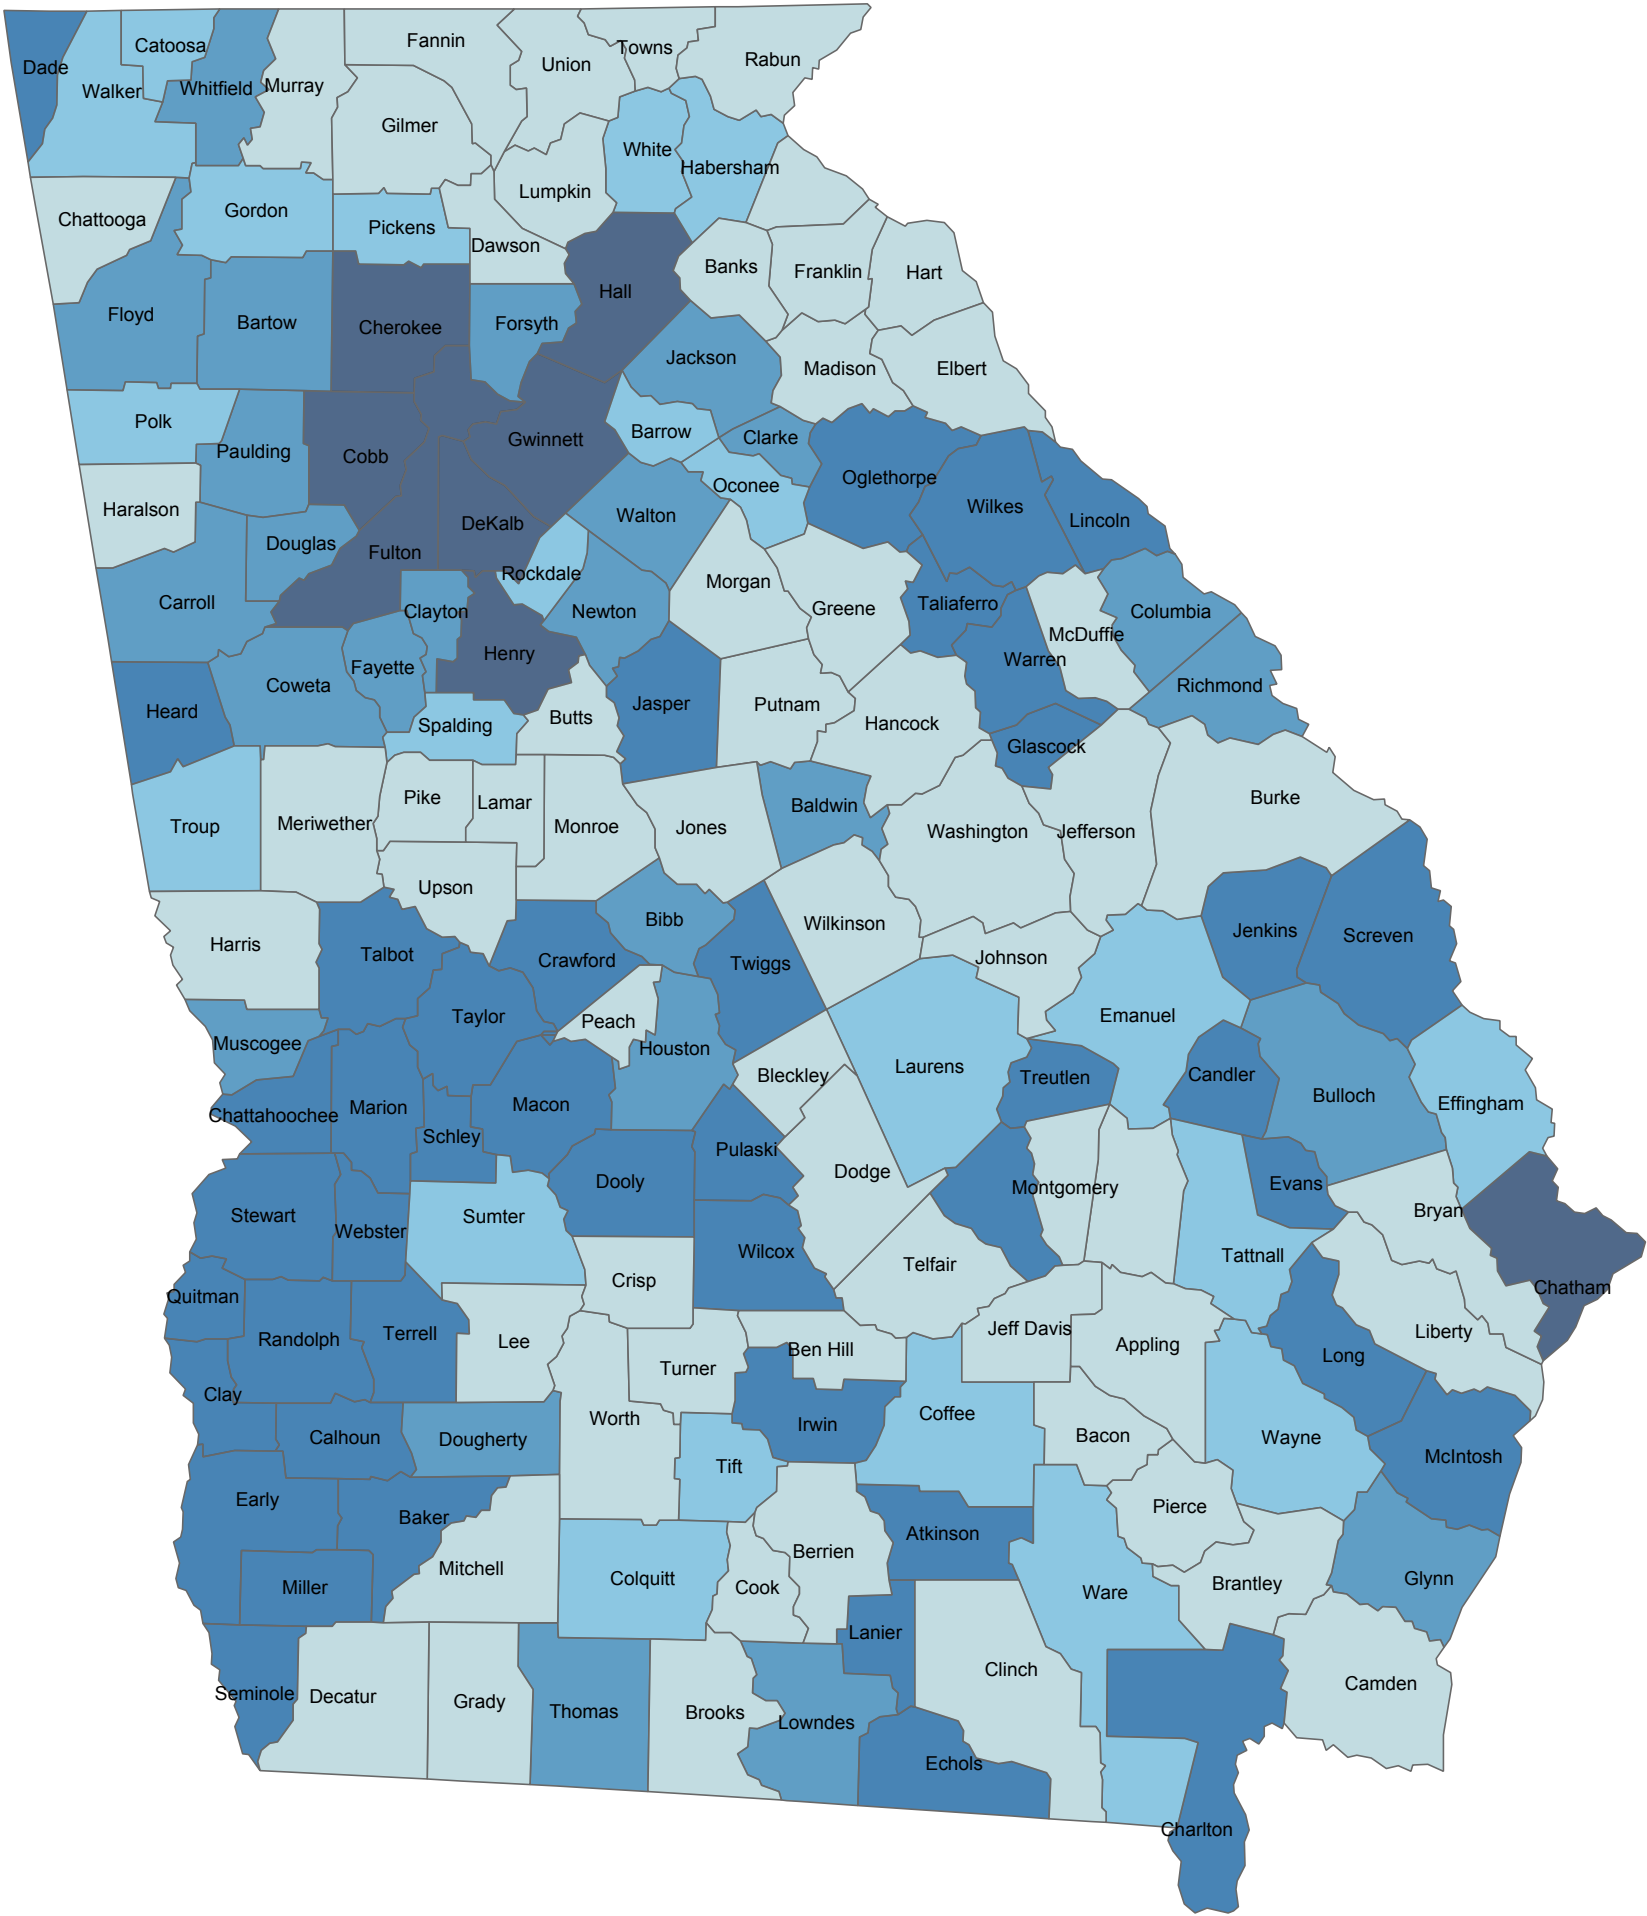 Dade
Catoosa
Walker
Whitfield
Murray
Fannin
Union
Towns
Rabun
Gilmer
White
Habersham
Lumpkin
Chattooga
Gordon
Pickens
Dawson
Banks
Franklin
Hart
Hall
Floyd
Bartow
Cherokee
Forsyth
Jackson
Madison
Elbert
Polk
Paulding
Cobb
Gwinnett
Barrow
Clarke
Oconee
Oglethorpe
Wilkes
Lincoln
Haralson
Douglas
Fulton
DeKalb
Walton
Rockdale
Morgan
Carroll
Clayton
Newton
Greene
Taliaferro
McDuffie
Columbia
Fayette
Henry
Warren
Heard
Coweta
Spalding
Butts
Jasper
Putnam
Hancock
Richmond
Glascock
Troup
Meriwether
Pike
Lamar
Monroe
Jones
Baldwin
Washington
Jefferson
Burke
Upson
Harris
Talbot
Crawford
Bibb
Twiggs
Wilkinson
Johnson
Jenkins
Screven
Muscogee
Taylor
Peach
Houston
Bleckley
Laurens
Emanuel
Treutlen
Candler
Bulloch
Effingham
Chattahoochee
Marion
Schley
Macon
Pulaski
Dooly
Dodge
Montgomery
Evans
Bryan
Stewart
Webster
Sumter
Wilcox
Telfair
Tattnall
Chatham
Quitman
Randolph
Terrell
Lee
Crisp
Turner
Ben Hill
Jeff Davis
Appling
Long
Liberty
Clay
Calhoun
Dougherty
Worth
Irwin
Coffee
Bacon
Wayne
McIntosh
Tift
Early
Baker
Mitchell
Atkinson
Pierce
Miller
Colquitt
Cook
Berrien
Ware
Brantley
Glynn
Lanier
Seminole
Decatur
Grady
Thomas
Brooks
Lowndes
Clinch
Camden
Echols
Charlton